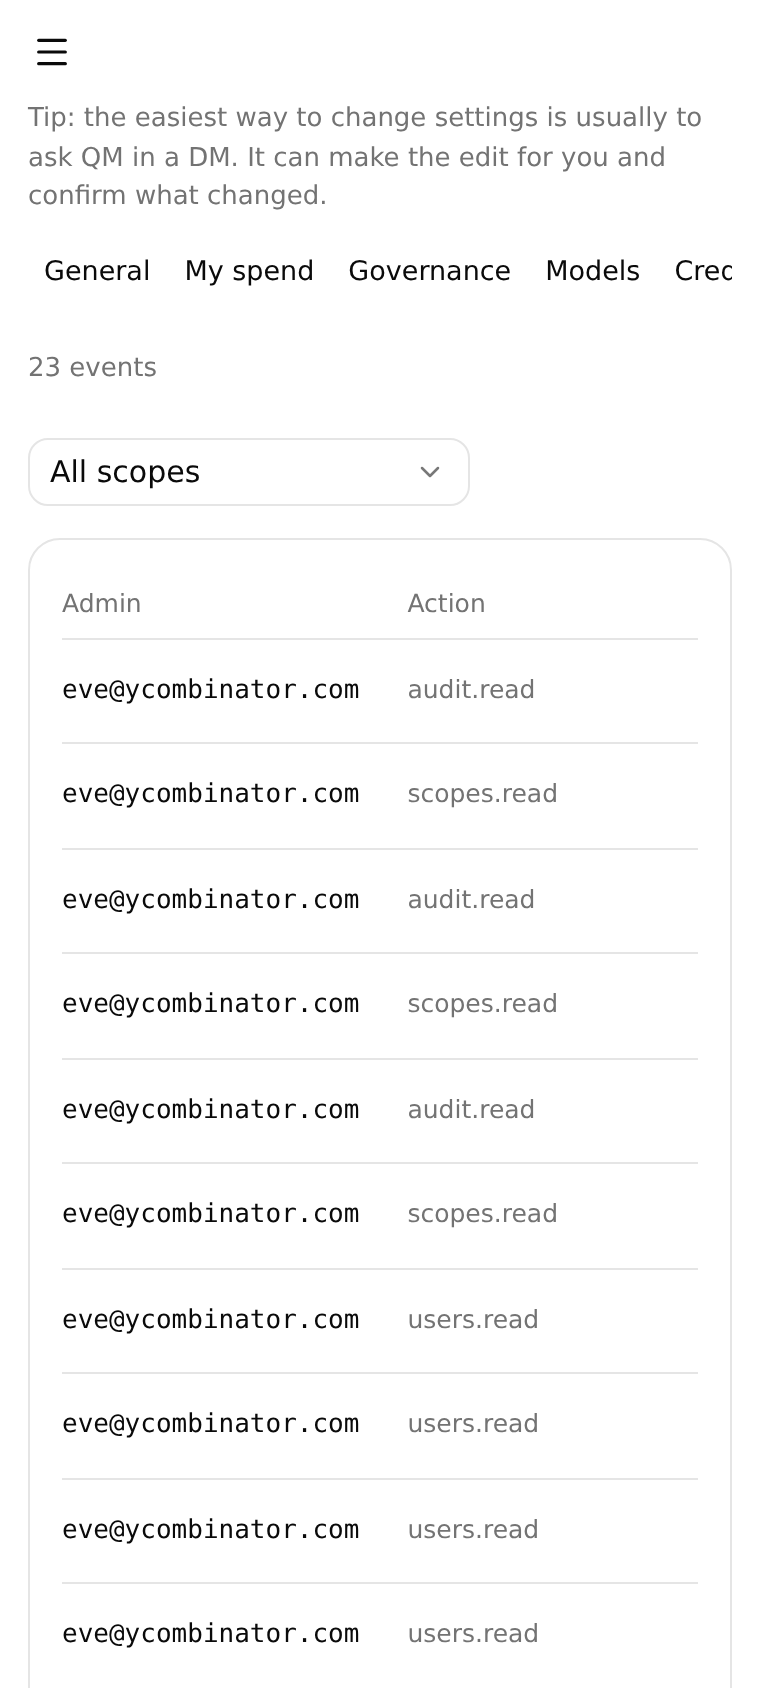 Tip: the easiest way to change settings is usually to
ask QM in a DM. It can make the edit for you and
confirm what changed.
General My spend Governance Models Cred
23 events
All scopes
Admin Action
eve@ycombinator.com audit.read
eve@ycombinator.com scopes.read
eve@ycombinator.com audit.read
eve@ycombinator.com scopes.read
eve@ycombinator.com audit.read
eve@ycombinator.com scopes.read
eve@ycombinator.com users.read
eve@ycombinator.com users.read
eve@ycombinator.com users.read
eve@ycombinator.com users.read